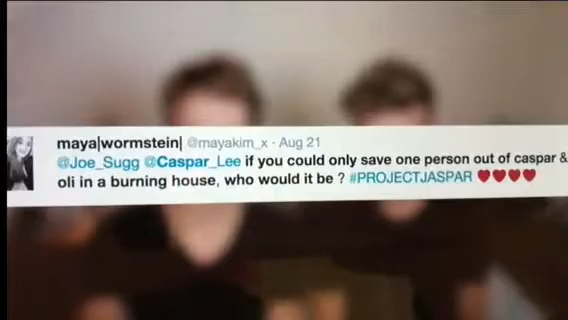 maya|wormstein| @mayakim_x · Aug 21
@Joe_Sugg @Caspar_Lee if you could only save one person out of caspar &
oli in a burning house, who would it be ? #PROJECTJASPAR ♥♥♥♥